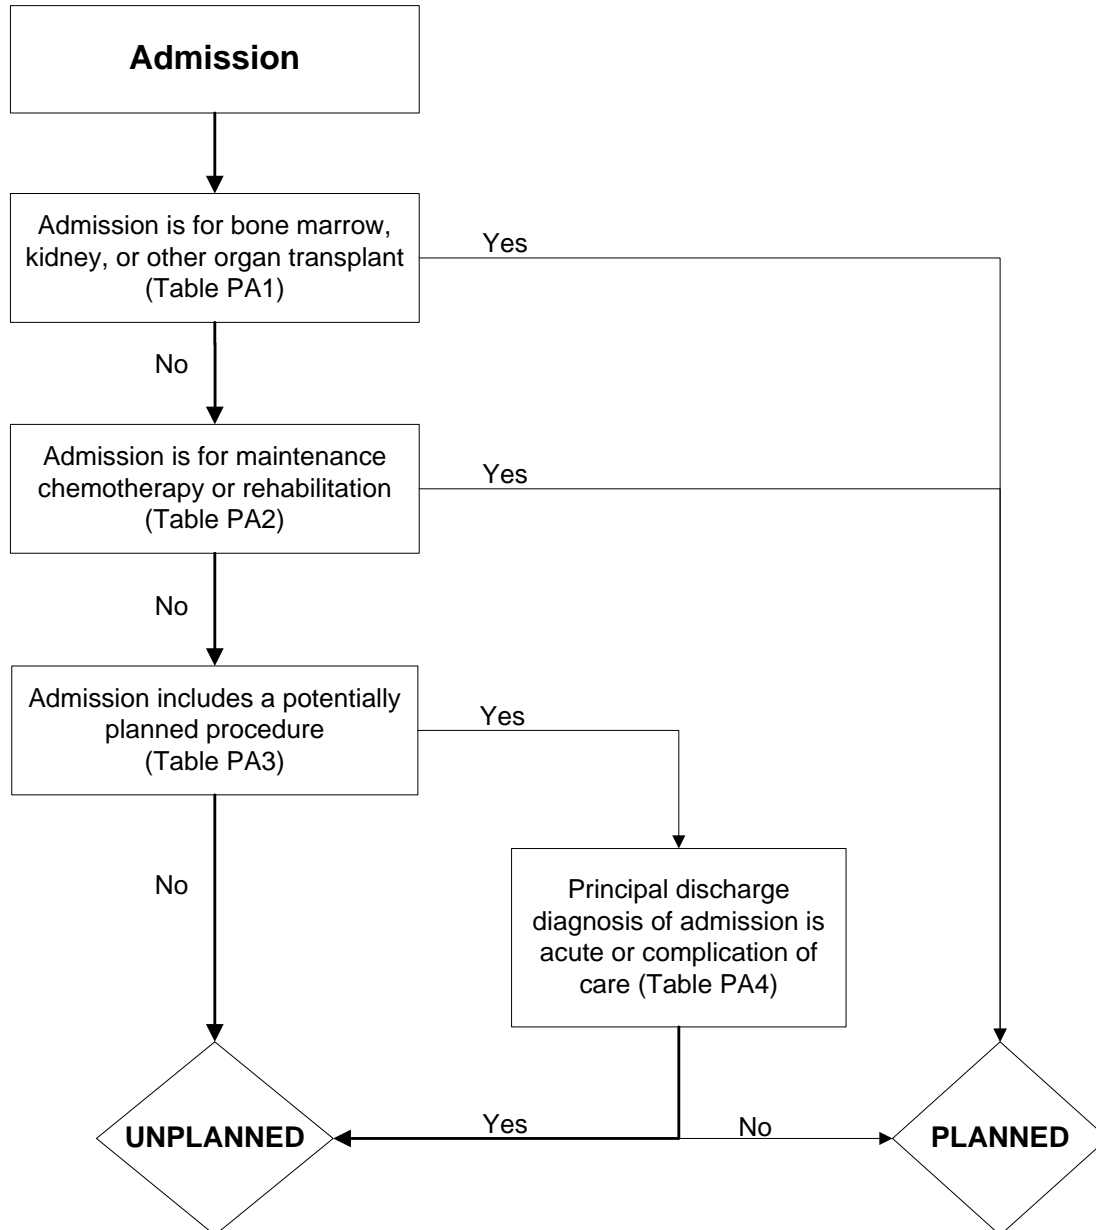 Admission
Admission is for bone marrow,
kidney, or other organ transplant
(Table PA1)
Yes
No
Admission is for maintenance
chemotherapy or rehabilitation
(Table PA2)
Yes
No
Admission includes a potentially
planned procedure
(Table PA3)
Yes
No
Principal discharge
diagnosis of admission is
acute or complication of
care (Table PA4)
Yes
No
UNPLANNED
PLANNED